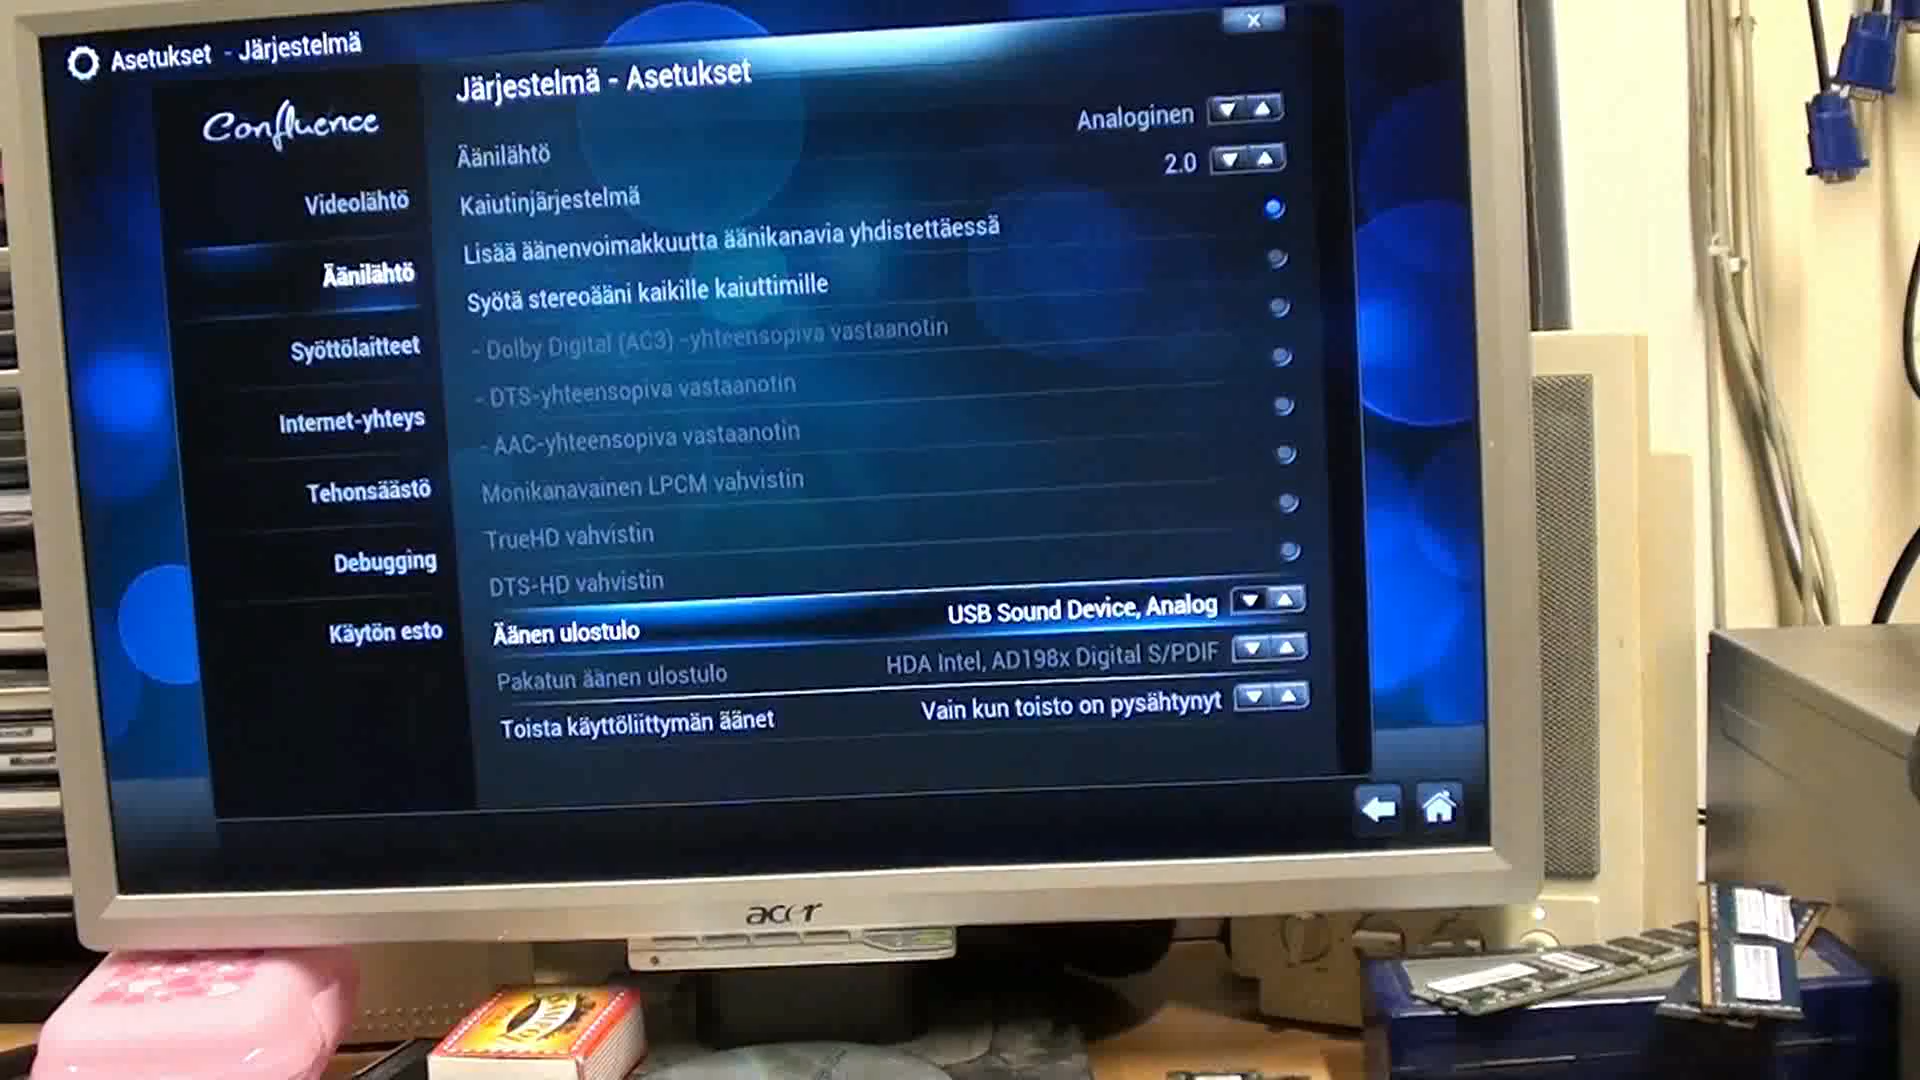 Asetukset - Järjestelmä
x
Confluence
Järjestelmä - Asetukset
Äänilähtö
Analoginen
Kaiutinjärjestelmä
2.0
Lisää äänenvoimakkuutta äänikanavia yhdistettäessä
Syötä stereoääni kaikille kaiuttimille
- Dolby Digital (AC3) -yhteensopiva vastaanotin
- DTS-yhteensopiva vastaanotin
- AAC-yhteensopiva vastaanotin
Monikanavainen LPCM vahvistin
TrueHD vahvistin
DTS-HD vahvistin
Äänen ulostulo
USB Sound Device, Analog
Pakatun äänen ulostulo
HDA Intel, AD198x Digital S/PDIF
Toista käyttöliittymän äänet
Vain kun toisto on pysähtynyt
Videolähtö
Äänilähtö
Syöttölaitteet
Internet-yhteys
Tehonsäästö
Debugging
Käytön esto
acer
SAMPO